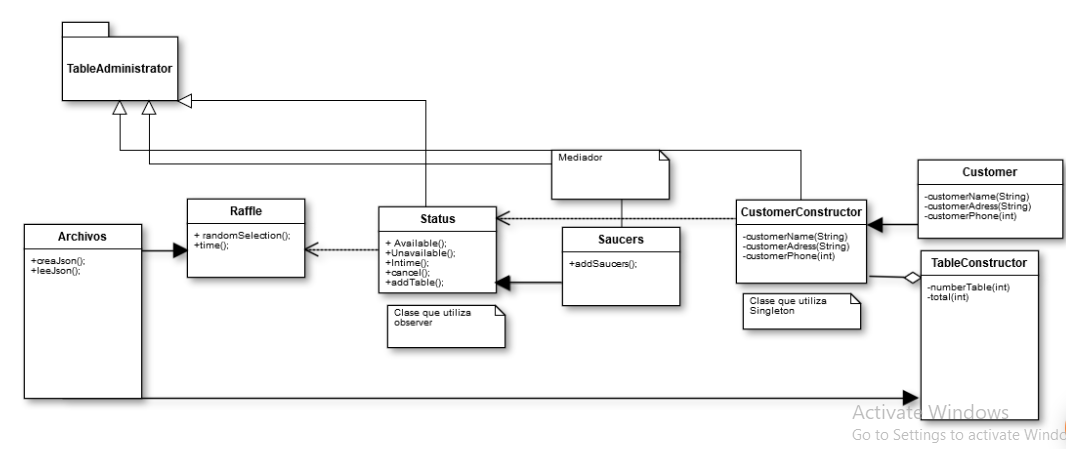 TableAdministrator
Mediador
Customer
-customerName(String)
-customerAdress(String)
-customerPhone(int)
Raffle
+ randomSelection();
+time();
Status
+ Available();
+Unavailable();
+Intime();
+cancel();
+addTable();
CustomerConstructor
-customerName(String)
-customerAdress(String)
-customerPhone(int)
Archivos
+creaJson();
+leeJson();
Saucers
+addSaucers();
TableConstructor
-numberTable(int)
-total(int)
Clase que utiliza
observer
Clase que utiliza
Singleton
Activate Windows
Go to Settings to activate Windo